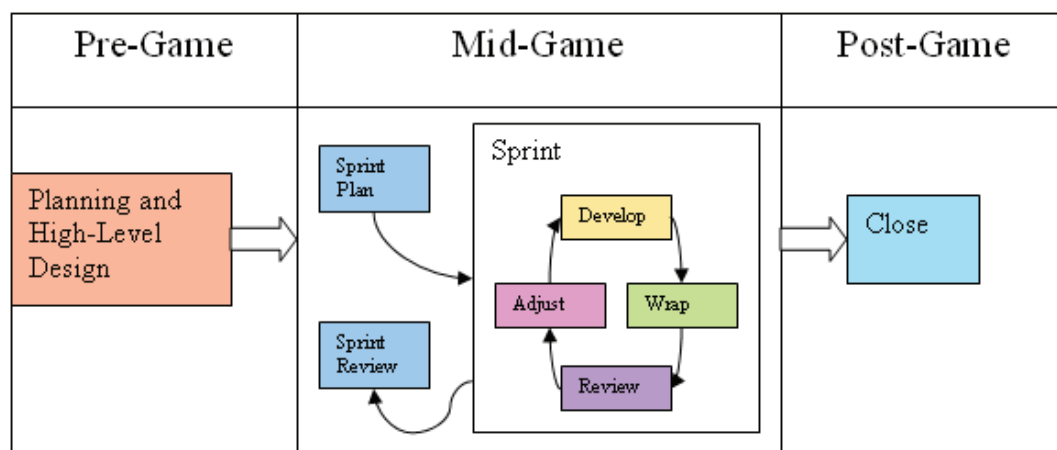 Pre-Game
Mid-Game
Post-Game
Planning and
High-Level
Design
Sprint
Plan
Sprint
Review
Sprint
Develop
Adjust
Wrap
Review
Close